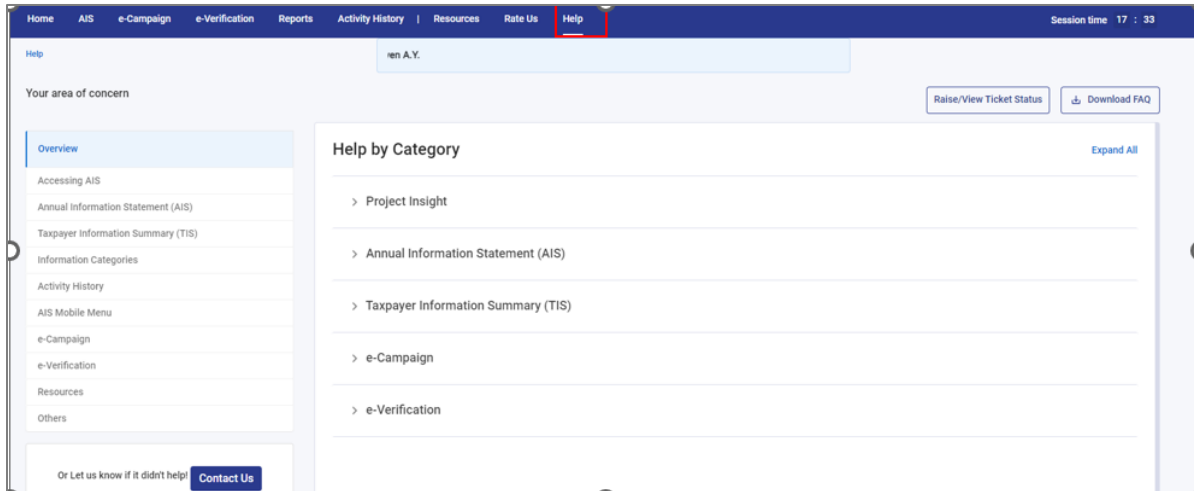 Home AIS e-Campaign e-Verification Reports Activity History | Resources Rate Us Help Session time 17 : 33
Help
A.Y.
Your area of concern
Raise/View Ticket Status Download FAQ
Overview
Accessing AIS
Annual Information Statement (AIS)
Taxpayer Information Summary (TIS)
Information Categories
Activity History
AIS Mobile Menu
e-Campaign
e-Verification
Resources
Others
Or Let us know if it didn't help! Contact Us
Help by Category Expand All
Project Insight
Annual Information Statement (AIS)
Taxpayer Information Summary (TIS)
e-Campaign
e-Verification